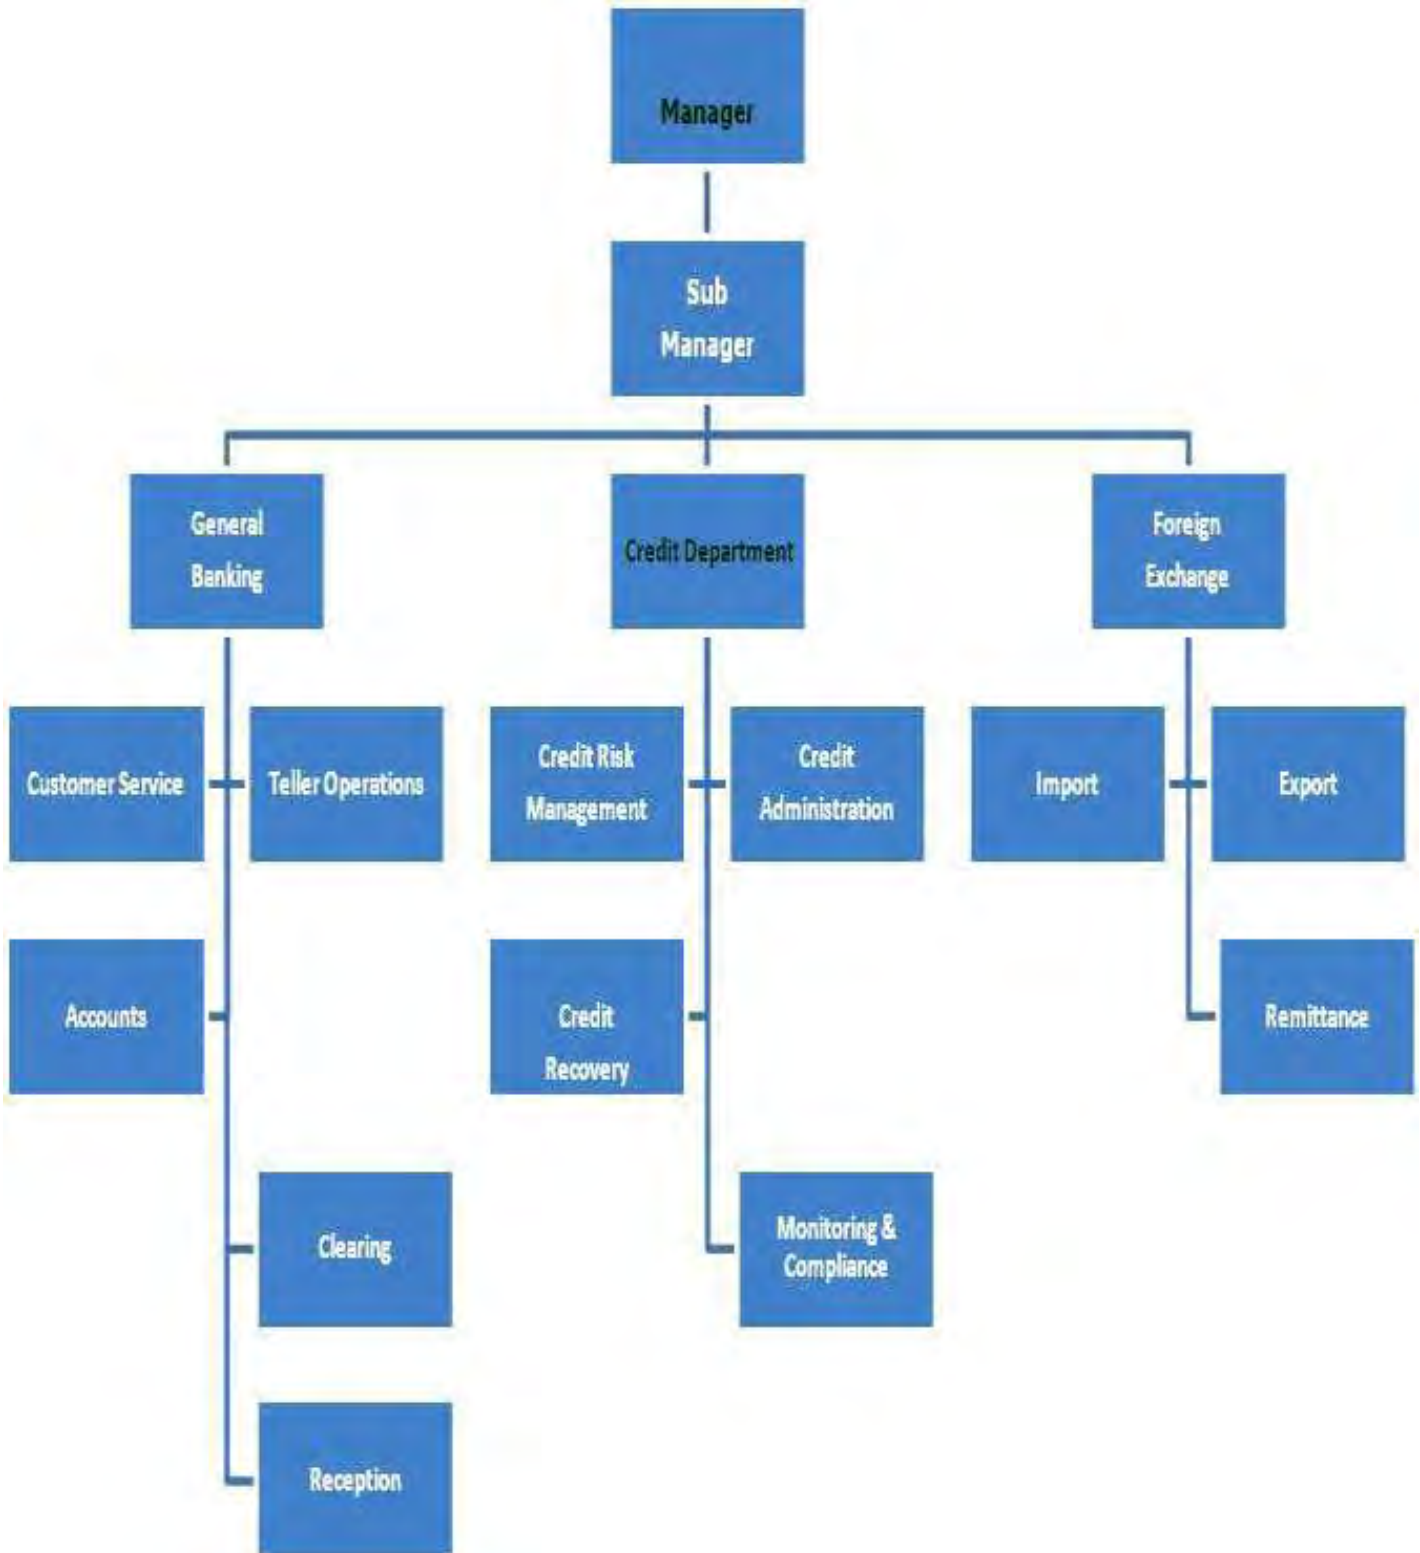 Manager
Sub
Manager
General
Banking
Credit Department
Foreign
Exchange
Customer Service
Teller Operations
Credit Risk
Management
Credit
Administration
Import
Export
Accounts
Credit
Recovery
Remittance
Clearing
Monitoring &
Compliance
Reception